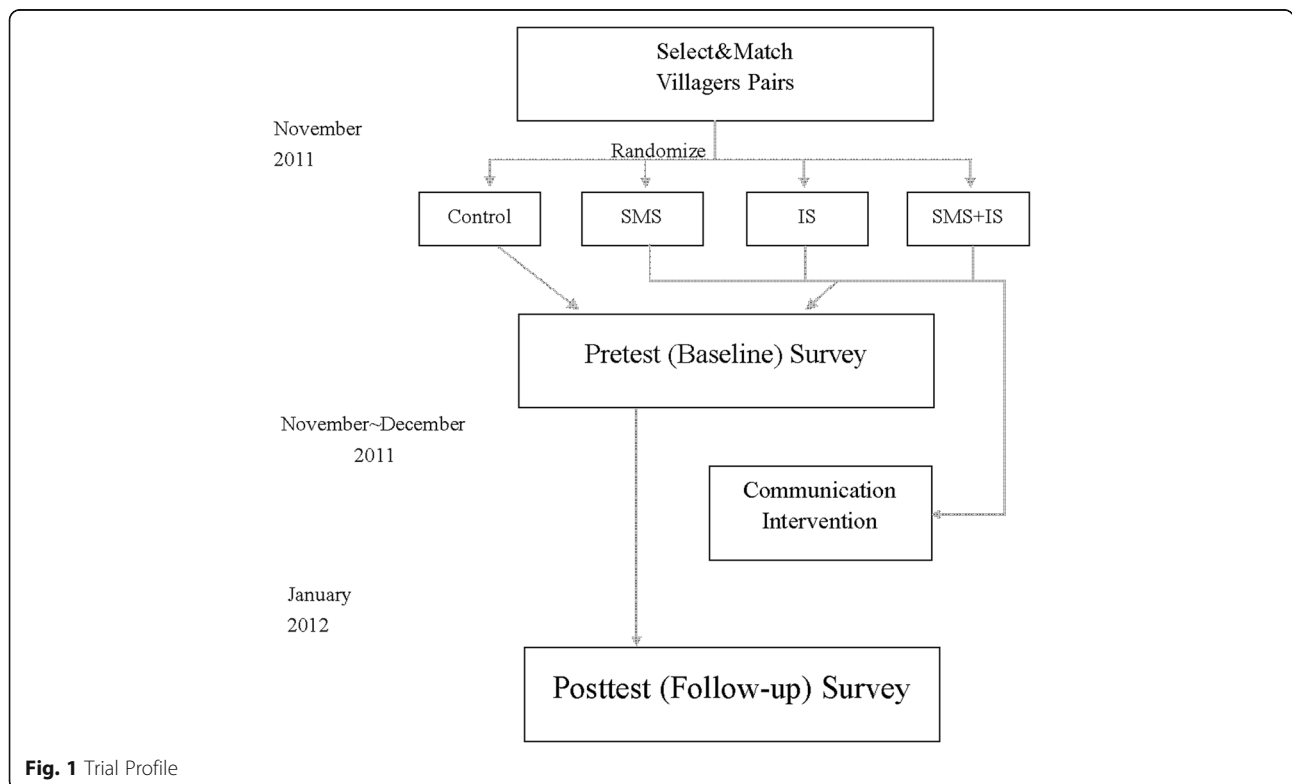 Select&Match
Villagers Pairs
November
2011
Randomize
Control
SMS
IS
SMS+IS
Pretest (Baseline) Survey
November~December
2011
Communication
Intervention
January
2012
Posttest (Follow-up) Survey
Fig. 1 Trial Profile